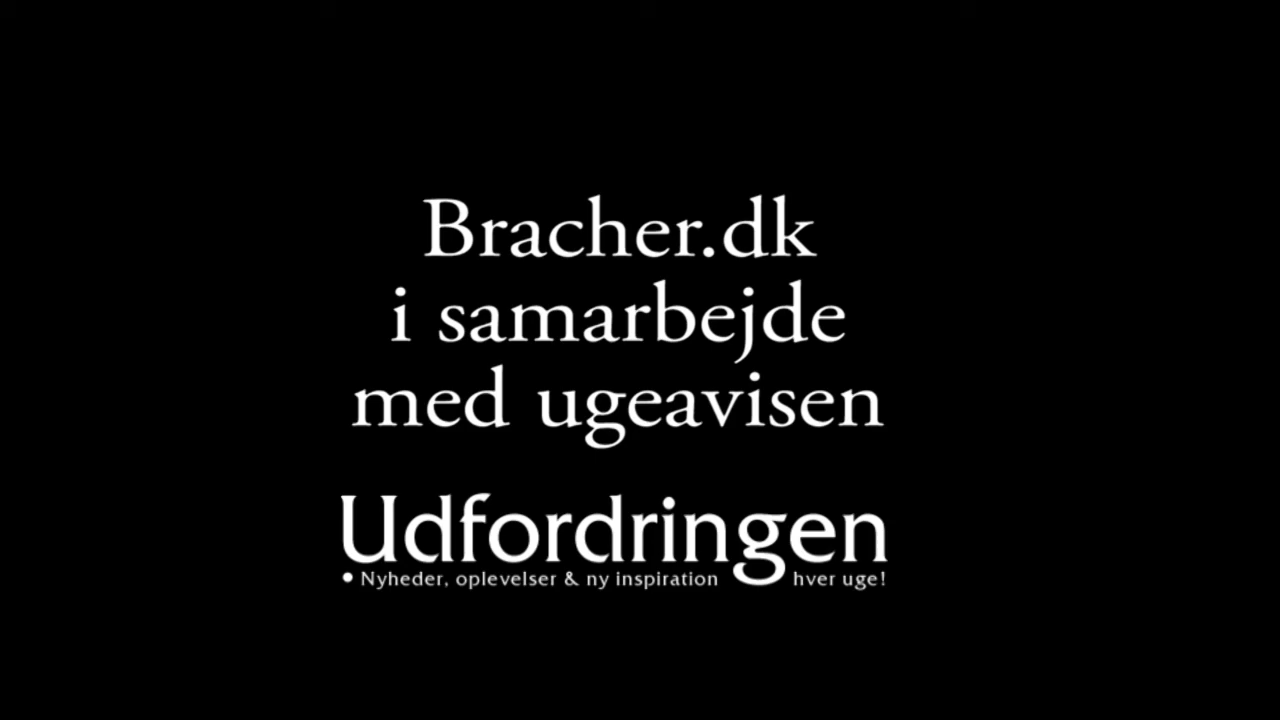 Bracher.dk
i samarbejde
med ugeavisen
Udfordringen
• Nyheder, oplevelser & ny inspiration hver uge!